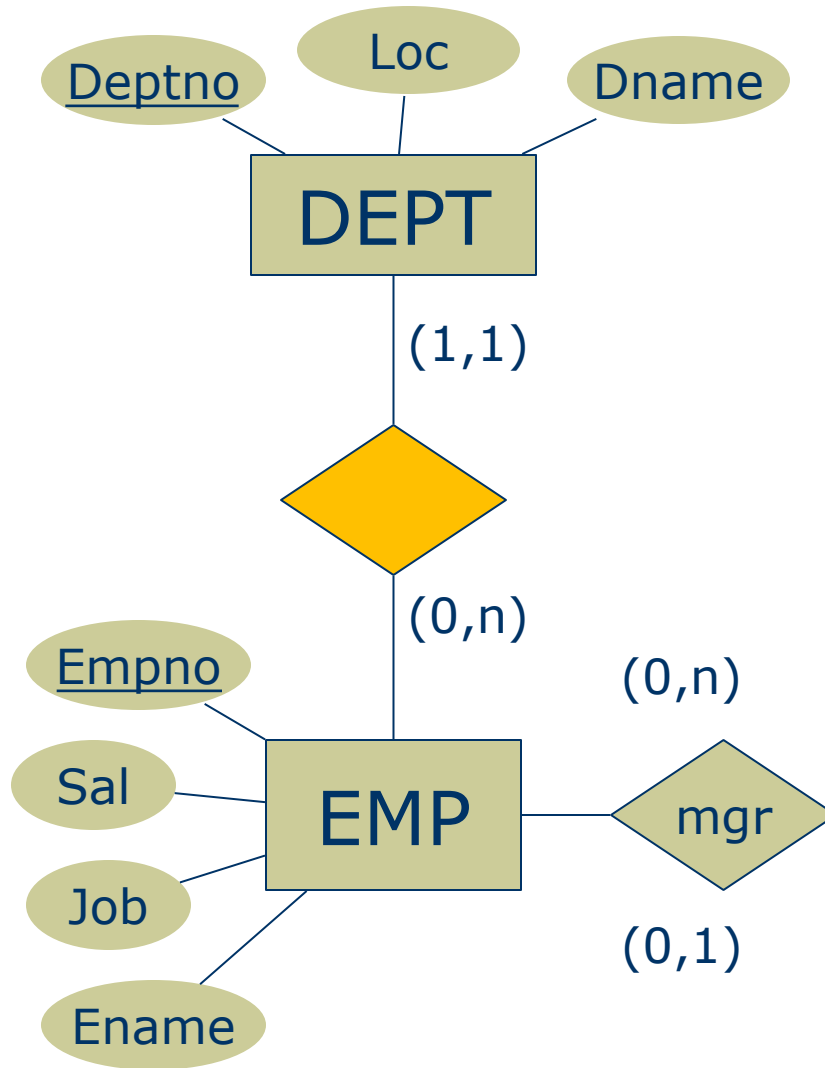 Loc
Deptno
Dname
DEPT
(1,1)
(0,n)
Empno
(0,n)
Sal
EMP
mgr
Job
(0,1)
Ename